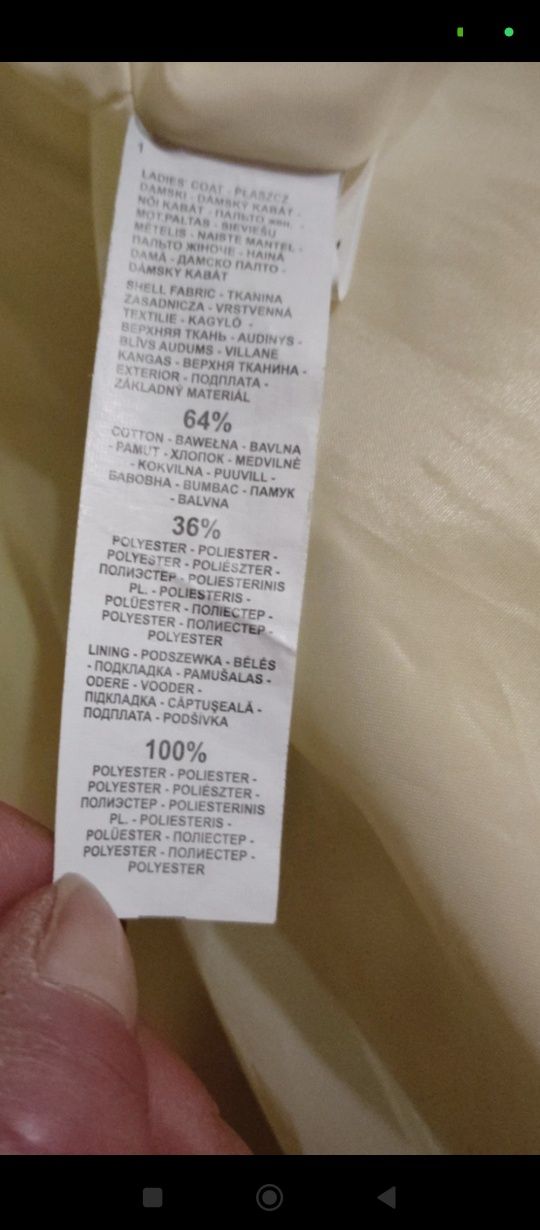 1
LADIES' COAT - PŁASZCZ
DAMSKI - DÁMSKÝ KABÁT -
NŐI KABÁT - ПАЛЬТО жен. -
MOT.PALTAS - SIEVIEŠU
MĒTELIS - NAISTE MANTEL -
ПАЛЬТО ЖІНОЧЕ - HAINĂ
DAMĂ - ДАМСКО ПАЛТО -
DÁMSKY KABÁT
SHELL FABRIC - TKANINA
ZASADNICZA - VRSTVENNÁ
TEXTILIE - KAGYLÓ -
ВЕРХНЯЯ ТКАНЬ - AUDINYS -
BLĪVS AUDUMS - VILLANE
KANGAS - ВЕРХНЯ ТКАНИНА -
EXTERIOR - ПОДПЛАТА -
ZÁKLADNÝ MATERIÁL
64%
COTTON - BAWEŁNA - BAVLNA
- PAMUT - ХЛОПОК - MEDVILNĖ
- KOKVILNA - PUUVILL -
БАВОВНА - BUMBAC - ПАМУК
- BALVNA
36%
POLYESTER - POLIESTER -
POLYESTER - POLIÉSZTER -
ПОЛИЭСТЕР - POLIESTERINIS
PL. - POLIESTERIS -
POLÜESTER - ПОЛІЕСТЕР -
POLYESTER - ПОЛИЕСТЕР -
POLYESTER
LINING - PODSZEWKA - BÉLÉS
- ПОДКЛАДКА - PAMUŠALAS -
ODERE - VOODER -
ПІДКЛАДКА - CĂPTUŞEALĂ -
ПОДПЛАТА - PODŠÍVKA
100%
POLYESTER - POLIESTER -
POLYESTER - POLIÉSZTER -
ПОЛИЭСТЕР - POLIESTERINIS
PL. - POLIESTERIS -
POLÜESTER - ПОЛІЕСТЕР -
POLYESTER - ПОЛИЕСТЕР -
POLYESTER